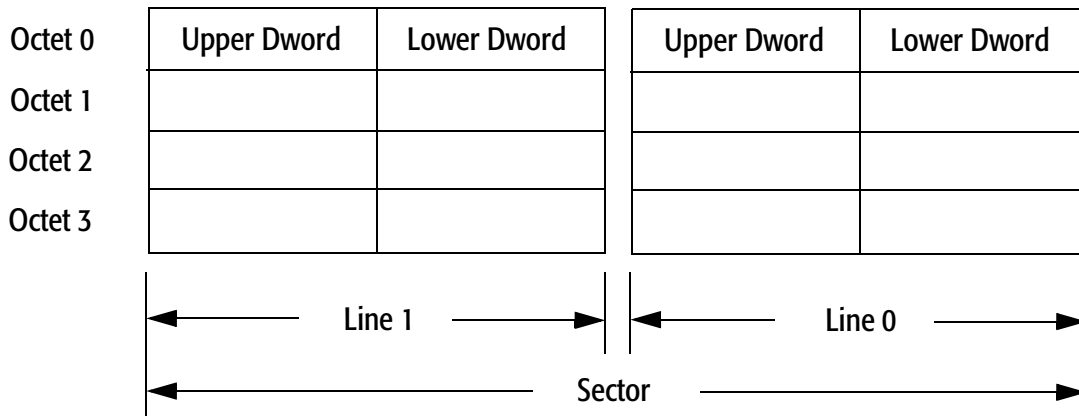 Octet 0 Upper Dword Lower Dword Upper Dword Lower Dword
Octet 1
Octet 2
Octet 3
Line 1 Line 0
Sector